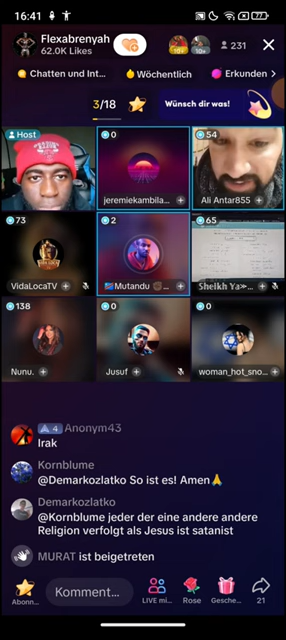 16:41
77
Flexabrenyah
62.0K Likes
10+
10+
231
Chatten und Int...
Wöchentlich
Erkunden
3/18
Wünsch dir was!
Host
0
54
jeremiekambila...
Ali Antar855
73
2
65
VidaLocaTV
Mutandu
Sheikh Ya≫...
138
0
0
Nunu.
Jusuf
woman_hot_sno...
4 Anonym43
Irak
Kornblume
@Demarkozlatko So ist es! Amen🙏
Demarkozlatko
@Kornblume jeder der eine andere andere
Religion verfolgt als Jesus ist satanist
MURAT ist beigetreten
Abonn...
Komment...
LIVE mi...
Rose
Gesche...
21